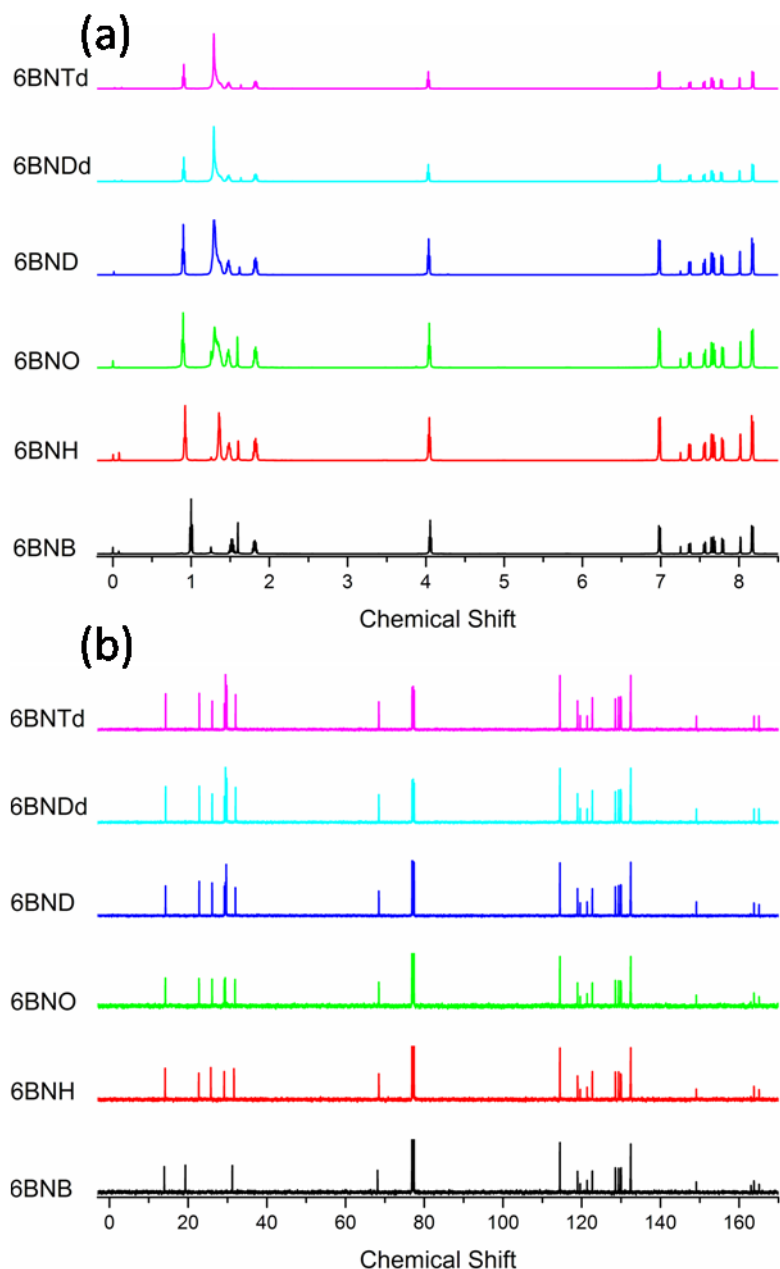 (a)
6BNTd
6BNDd
6BND
6BNO
6BNH
6BNB
0 1 2 3 4 5 6 7 8
Chemical Shift
(b)
6BNTd
6BNDd
6BND
6BNO
6BNH
6BNB
0 20 40 60 80 100 120 140 160
Chemical Shift